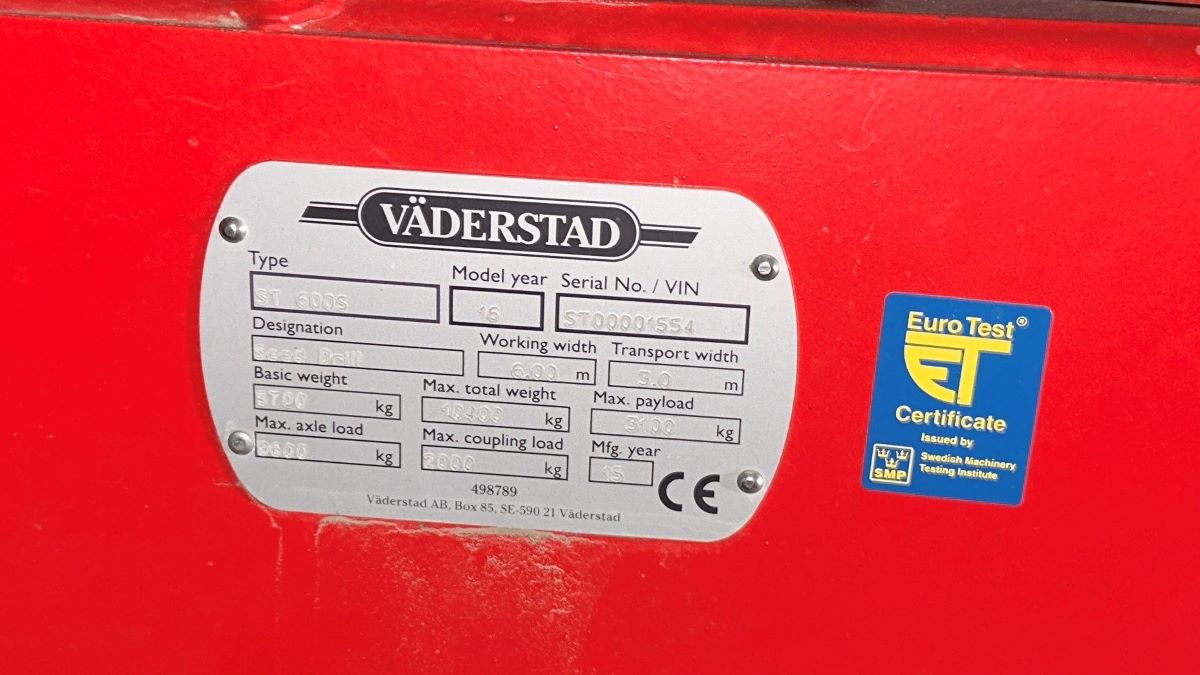 VÄDERSTAD
Type
ST 600S
Model year
16
Serial No. / VIN
ST00001554
Designation
Seed Drill
Working width
6.00 m
Transport width
3.0 m
Basic weight
5700 kg
Max. total weight
10400 kg
Max. payload
3100 kg
Max. axle load
kg
Max. coupling load
2000 kg
Mfg. year
15
CE
498789
Väderstad AB, Box 85, SE-590 21 Väderstad
Euro Test®
ET
Certificate
Issued by
SMP
Swedish Machinery
Testing Institute